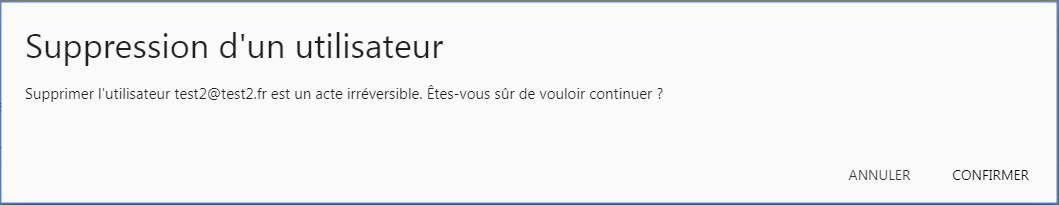 Suppression d'un utilisateur
Supprimer l'utilisateur test2@test2.fr est un acte irréversible. Êtes-vous sûr de vouloir continuer ?
ANNULER CONFIRMER